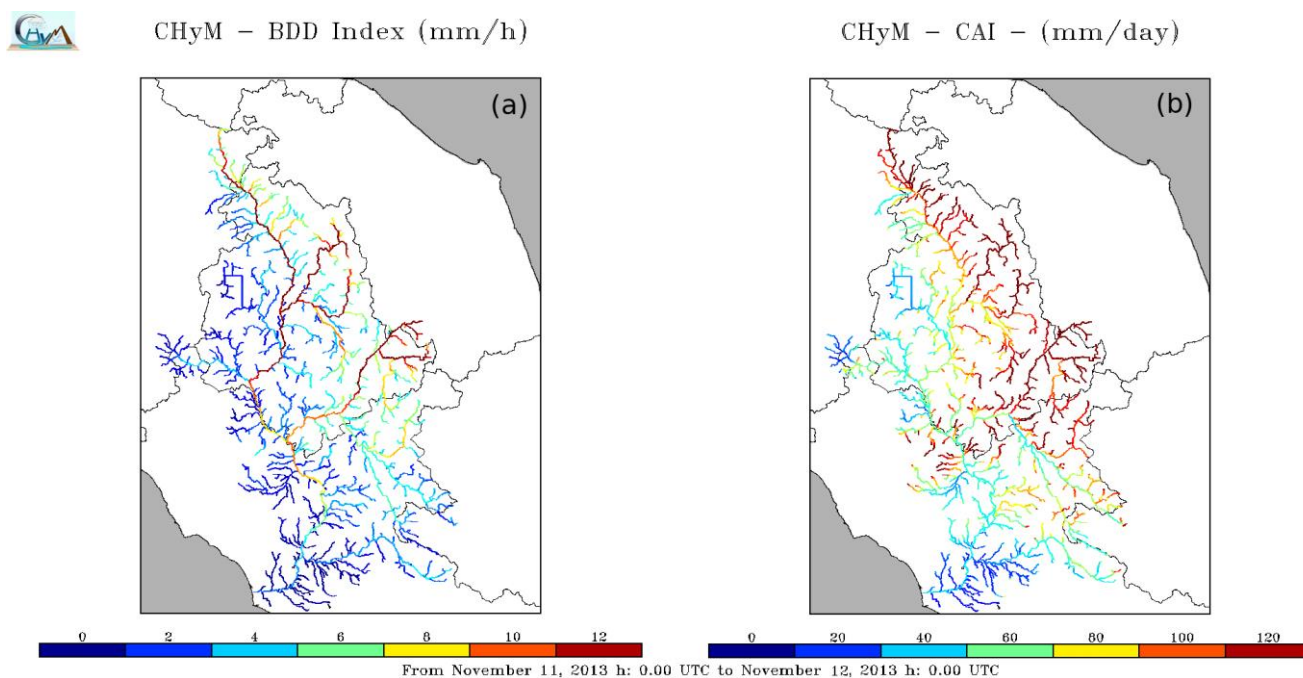 CHyM
CHyM - BDD Index (mm/h)
CHyM - CAI - (mm/day)
(a)
(b)
0 2 4 6 8 10 12
0 20 40 60 80 100 120
From November 11, 2013 h: 0.00 UTC to November 12, 2013 h: 0.00 UTC